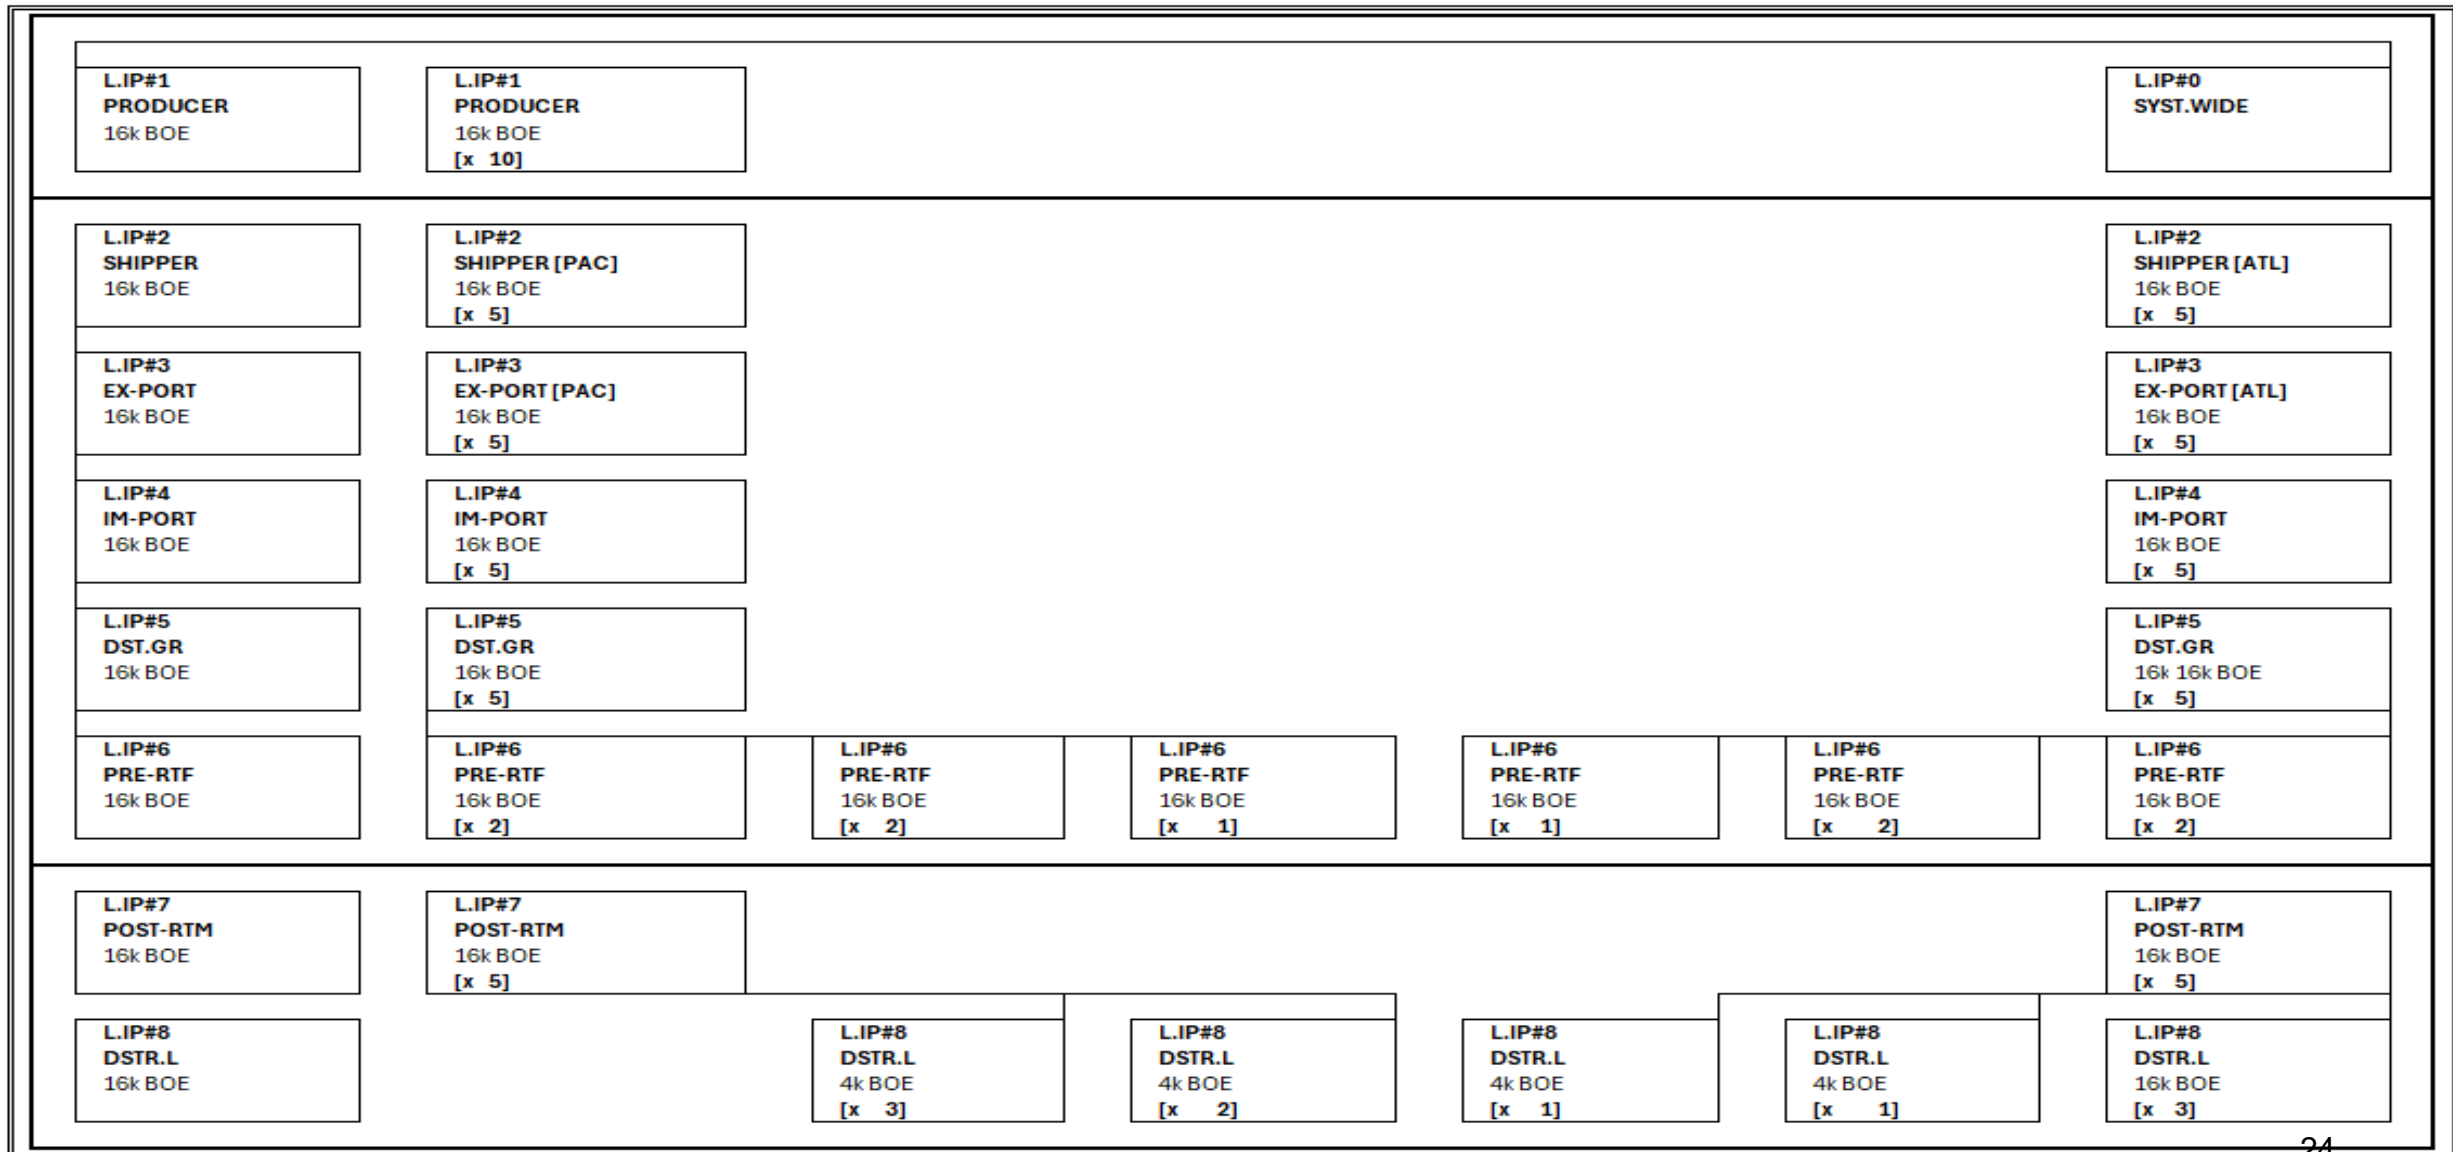 L.IP#1
PRODUCER
16k BOE
L.IP#1
PRODUCER
16k BOE
[x 10]
L.IP#0
SYST.WIDE
L.IP#2
SHIPPER
16k BOE
L.IP#2
SHIPPER [PAC]
16k BOE
[x 5]
L.IP#2
SHIPPER [ATL]
16k BOE
[x 5]
L.IP#3
EX-PORT
16k BOE
L.IP#3
EX-PORT [PAC]
16k BOE
[x 5]
L.IP#3
EX-PORT [ATL]
16k BOE
[x 5]
L.IP#4
IM-PORT
16k BOE
L.IP#4
IM-PORT
16k BOE
[x 5]
L.IP#4
IM-PORT
16k BOE
[x 5]
L.IP#5
DST.GR
16k BOE
L.IP#5
DST.GR
16k BOE
[x 5]
L.IP#5
DST.GR
16k 16k BOE
[x 5]
L.IP#6
PRE-RTF
16k BOE
L.IP#6
PRE-RTF
16k BOE
[x 2]
L.IP#6
PRE-RTF
16k BOE
[x 2]
L.IP#6
PRE-RTF
16k BOE
[x 1]
L.IP#6
PRE-RTF
16k BOE
[x 1]
L.IP#6
PRE-RTF
16k BOE
[x 2]
L.IP#6
PRE-RTF
16k BOE
[x 2]
L.IP#7
POST-RTM
16k BOE
L.IP#7
POST-RTM
16k BOE
[x 5]
L.IP#7
POST-RTM
16k BOE
[x 5]
L.IP#8
DSTR.L
16k BOE
L.IP#8
DSTR.L
4k BOE
[x 3]
L.IP#8
DSTR.L
4k BOE
[x 2]
L.IP#8
DSTR.L
4k BOE
[x 1]
L.IP#8
DSTR.L
4k BOE
[x 1]
L.IP#8
DSTR.L
16k BOE
[x 3]
24